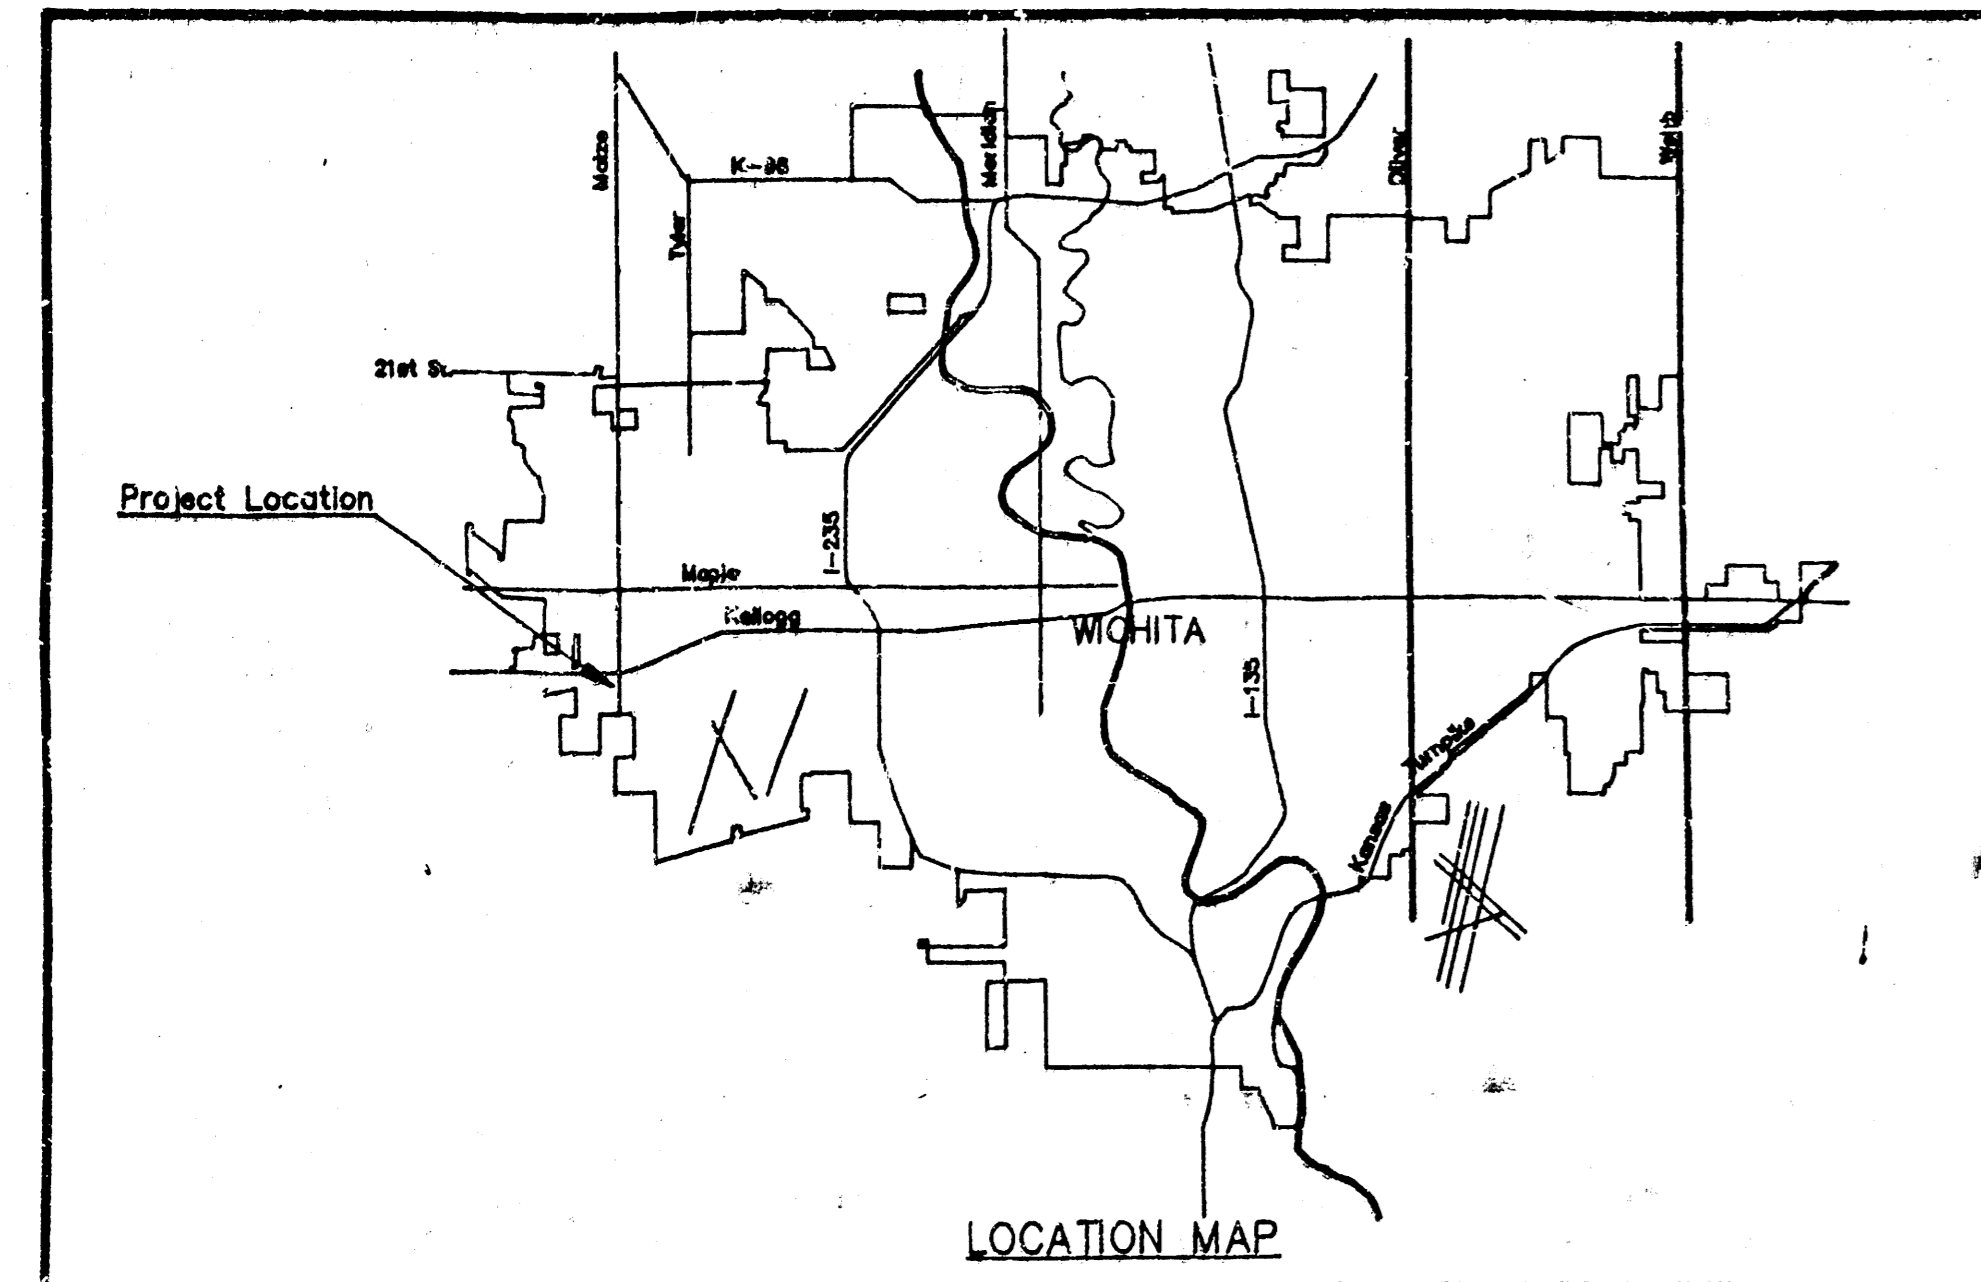 Maize
Meridian
Oliver
Webb
K-96
Tyler
21st St.
Project Location
I-235
Maple
Kellogg
WICHITA
I-135
Turnpike
Kansas
LOCATION MAP